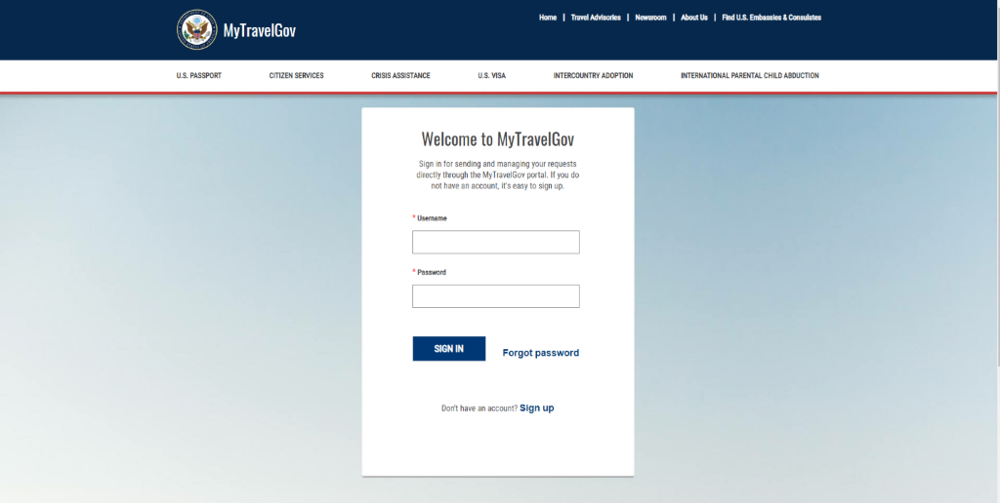 MyTravelGov
Home | Travel Advisories | Newsroom | About Us | Find U.S. Embassies & Consulates
U.S. PASSPORT CITIZEN SERVICES CRISIS ASSISTANCE U.S. VISA INTERCOUNTRY ADOPTION INTERNATIONAL PARENTAL CHILD ABDUCTION
Welcome to MyTravelGov
Sign in for sending and managing your requests
directly through the MyTravelGov portal. If you do
not have an account, it's easy to sign up.
* Username
* Password
SIGN IN Forgot password
Don't have an account? Sign up